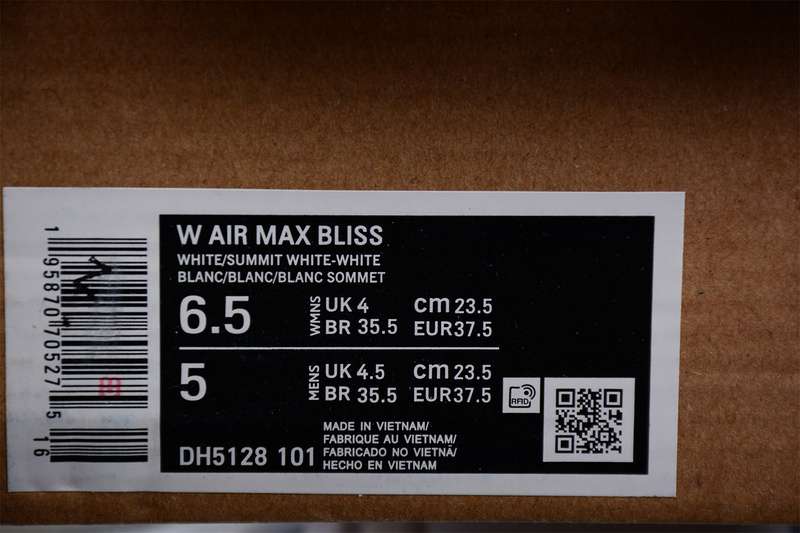 W AIR MAX BLISS
WHITE/SUMMIT WHITE-WHITE
BLANC/BLANC/BLANC SOMMET
6.5 WMNS UK 4 cm 23.5
BR 35.5 EUR 37.5
5 MENS UK 4.5 cm 23.5
BR 35.5 EUR 37.5
RFID
MADE IN VIETNAM/
FABRIQUE AU VIETNAM/
FABRICADO NO VIETNÃ/
HECHO EN VIETNAM
DH5128 101
1 95870 70527 5
16